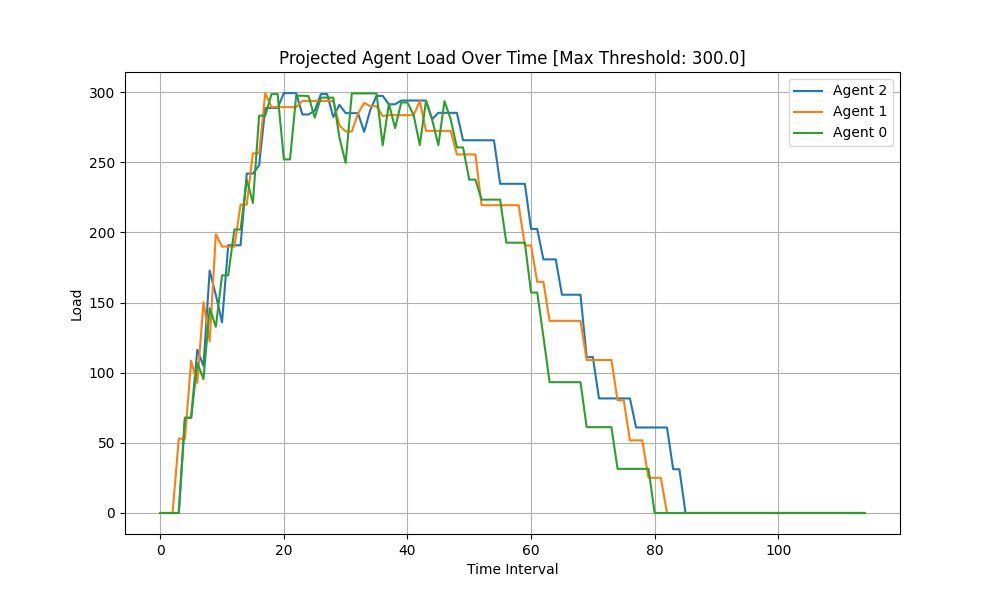 Projected Agent Load Over Time [Max Threshold: 300.0]
Agent 2
Agent 1
Agent 0
Load
300
250
200
150
100
50
0
0 20 40 60 80 100
Time Interval